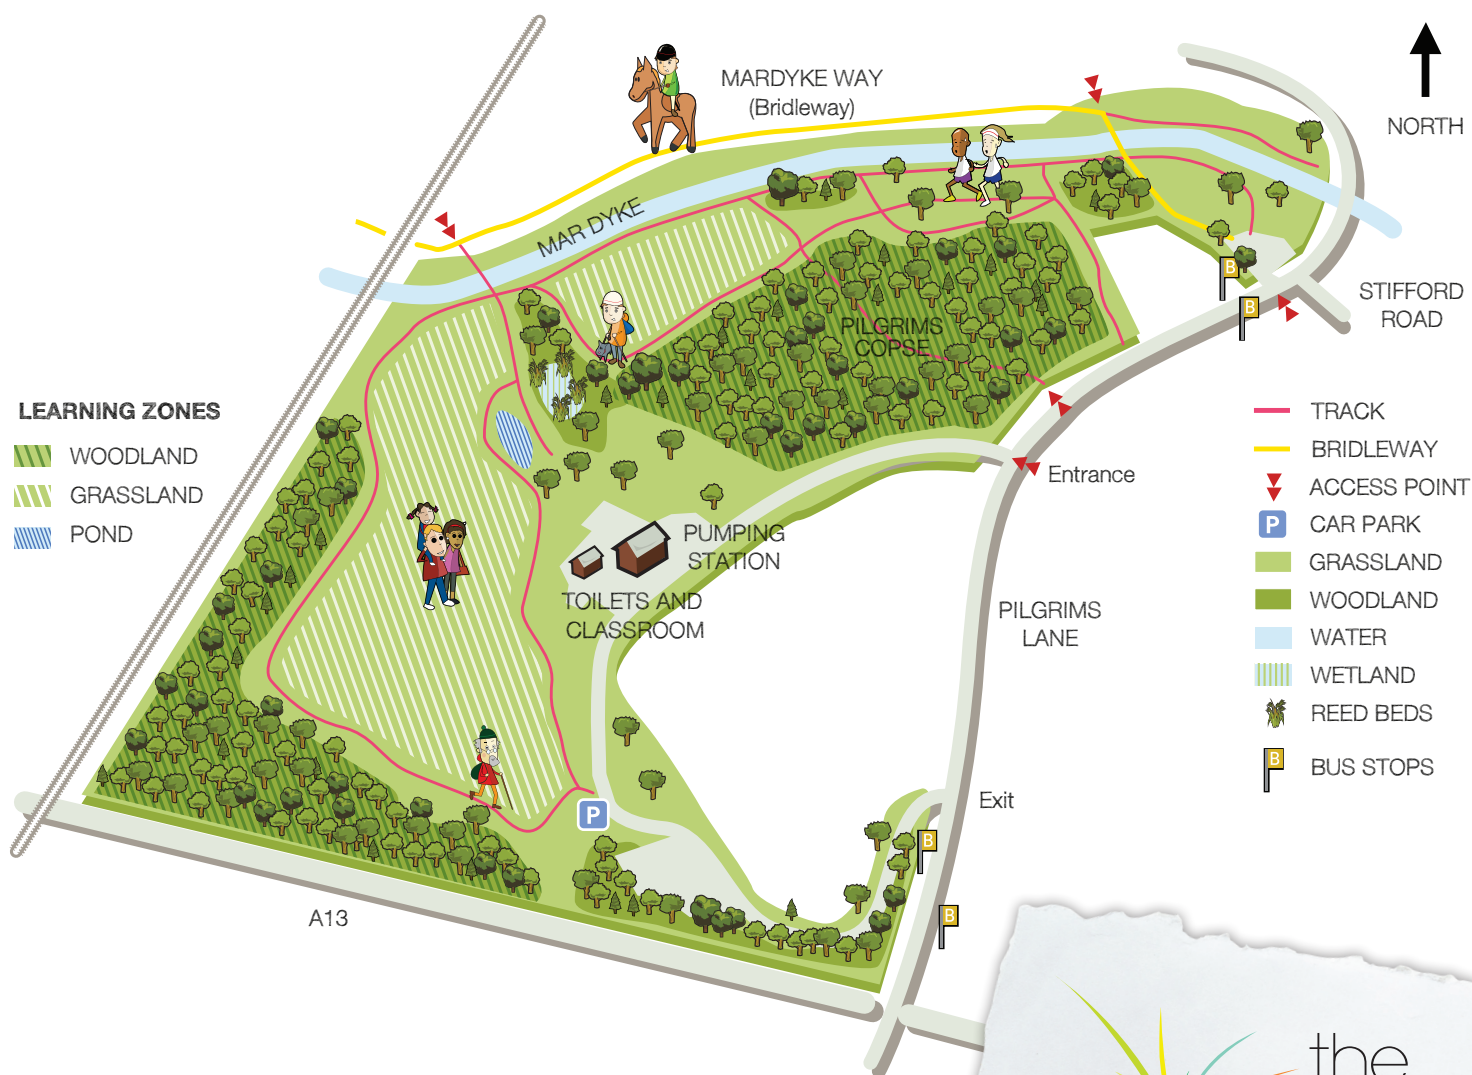 MARDYKE WAY
(Bridleway)
NORTH
MAR DYKE
B
B
STIFFORD
ROAD
PILGRIMS
COPSE
LEARNING ZONES
WOODLAND
GRASSLAND
POND
Entrance
PUMPING
STATION
TOILETS AND
CLASSROOM
PILGRIMS
LANE
TRACK
BRIDLEWAY
ACCESS POINT
P
CAR PARK
GRASSLAND
WOODLAND
WATER
WETLAND
REED BEDS
B
BUS STOPS
Exit
P
B
B
A13
the